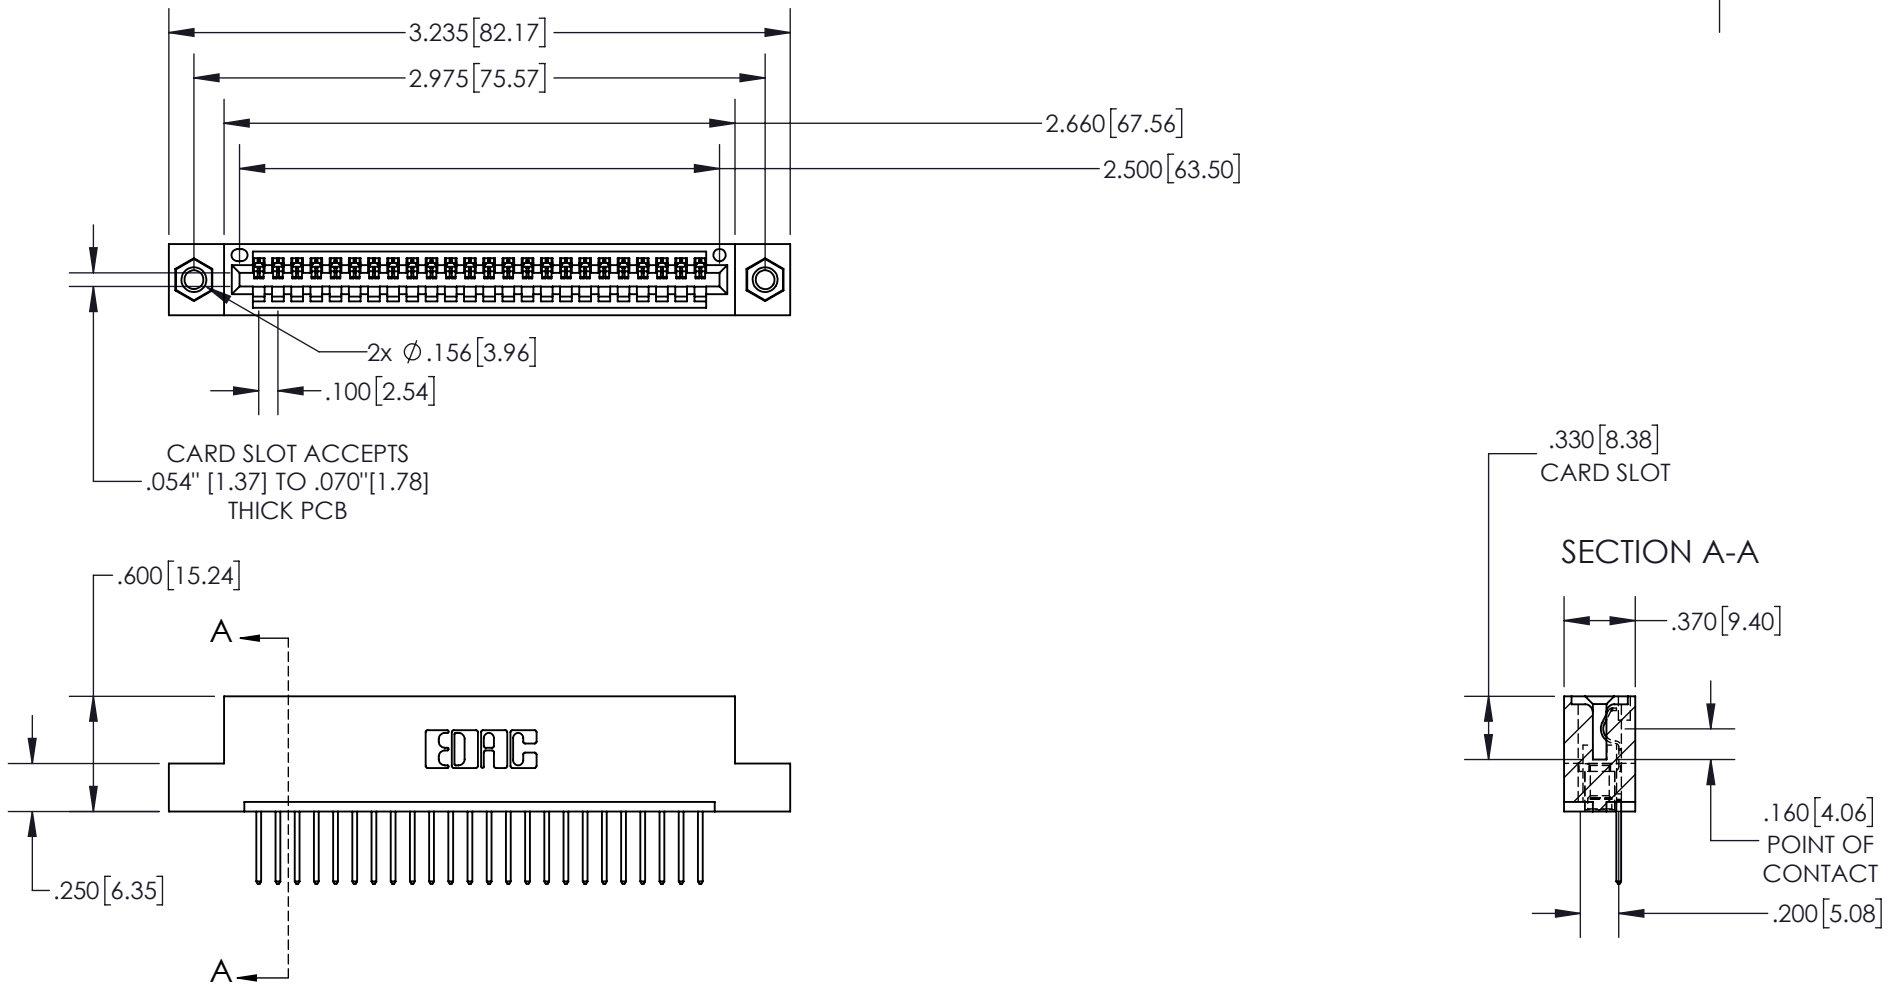 3.235[82.17]
2.975[75.57]
2.660[67.56]
2.500[63.50]
2x Ø.156[3.96]
.100[2.54]
CARD SLOT ACCEPTS
.054" [1.37] TO .070"[1.78]
THICK PCB
.330[8.38]
CARD SLOT
SECTION A-A
.600[15.24]
.370[9.40]
A
EDAC
.160[4.06]
POINT OF
CONTACT
.250[6.35]
.200[5.08]
A